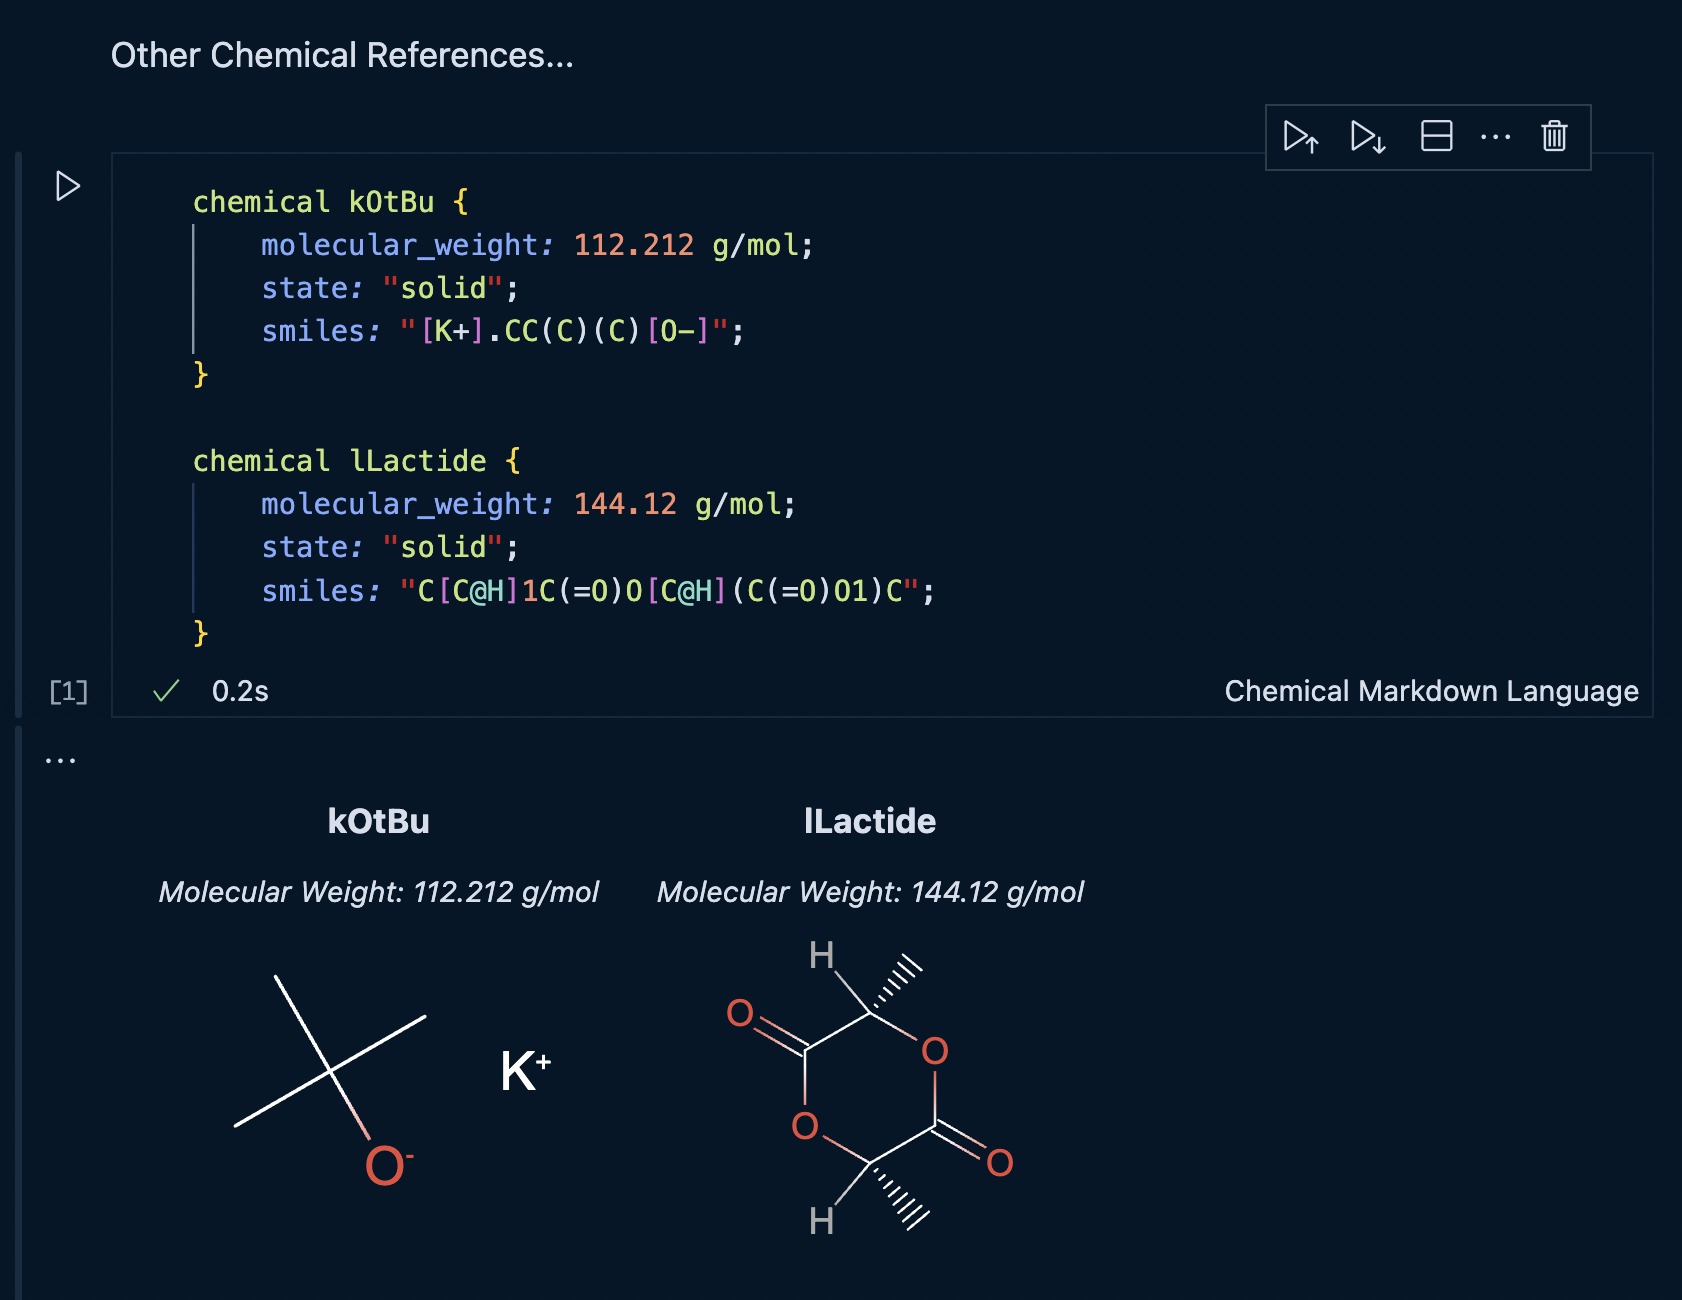 Other Chemical References...
chemical kOtBu {
molecular_weight: 112.212 g/mol;
state: "solid";
smiles: "[K+].CC(C)(C)[O-]";
}
chemical lLactide {
molecular_weight: 144.12 g/mol;
state: "solid";
smiles: "C[C@H]1C(=O)O[C@H](C(=O)O1)C";
}
[1] 0.2s Chemical Markdown Language
...
kOtBu lLactide
Molecular Weight: 112.212 g/mol Molecular Weight: 144.12 g/mol
H
O
O
K+
O
O-
O
H